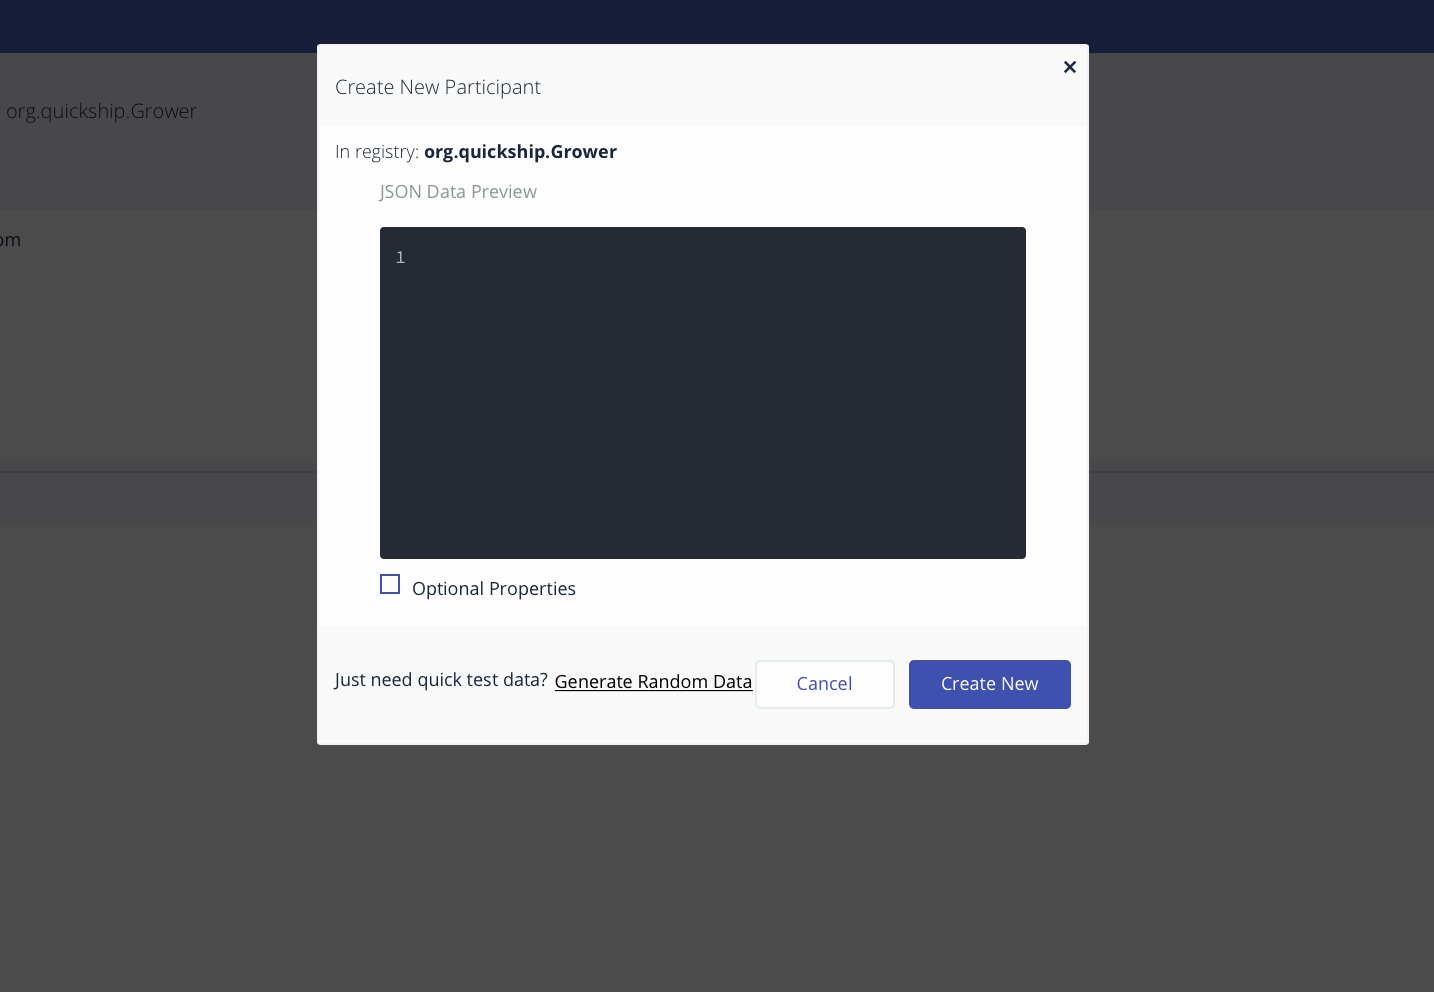 Create New Participant
×
org.quickship.Grower
In registry: org.quickship.Grower
JSON Data Preview
om
1
Optional Properties
Just need quick test data? Generate Random Data
Cancel
Create New